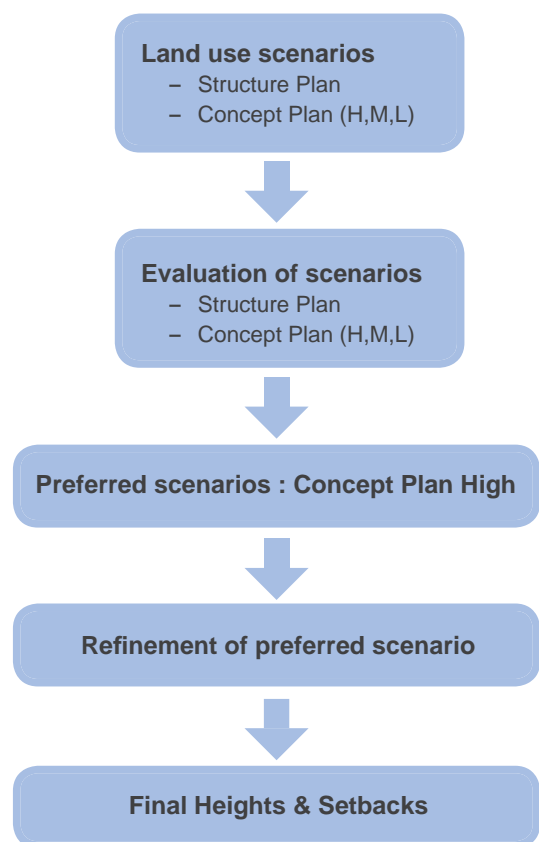 Land use scenarios
– Structure Plan
– Concept Plan (H,M,L)
Evaluation of scenarios
– Structure Plan
– Concept Plan (H,M,L)
Preferred scenarios : Concept Plan High
Refinement of preferred scenario
Final Heights & Setbacks